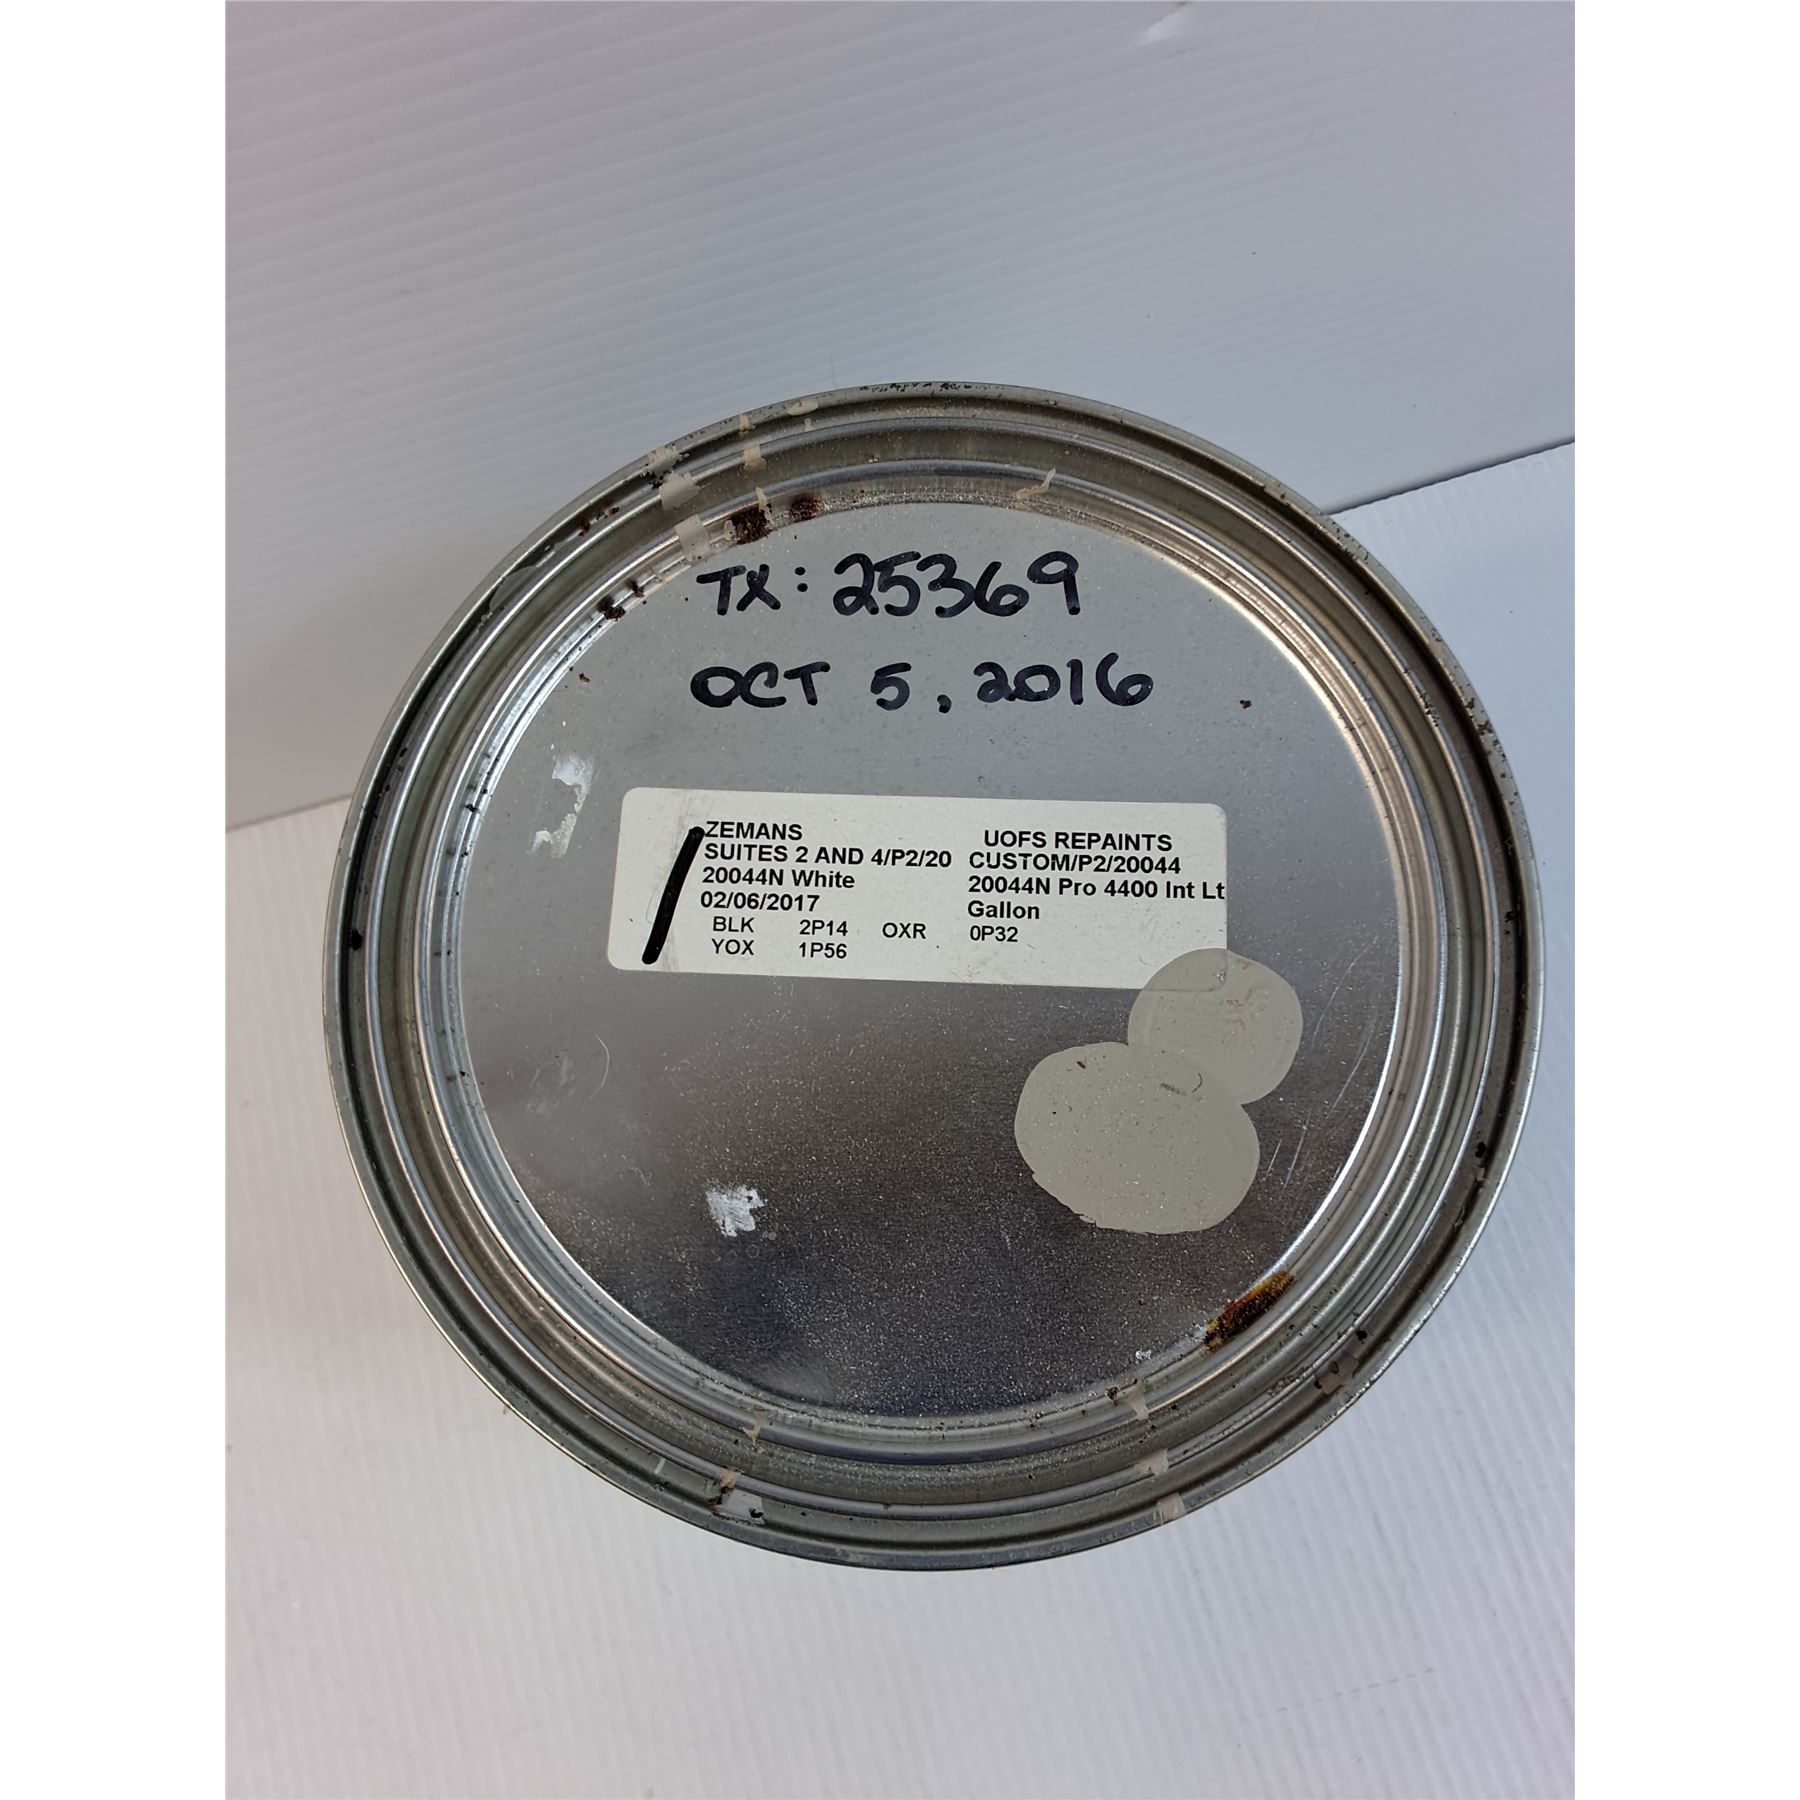 TX: 25369
OCT 5, 2016
ZEMANS UOFS REPAINTS
SUITES 2 AND 4/P2/20 CUSTOM/P2/20044
20044N White 20044N Pro 4400 Int Lt
02/06/2017 Gallon
BLK 2P14 OXR 0P32
YOX 1P56